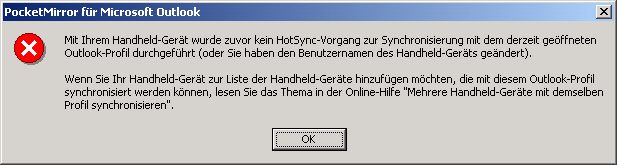 PocketMirror für Microsoft Outlook
Mit Ihrem Handheld-Gerät wurde zuvor kein HotSync-Vorgang zur Synchronisierung mit dem derzeit geöffneten
Outlook-Profil durchgeführt (oder Sie haben den Benutzernamen des Handheld-Geräts geändert).
Wenn Sie Ihr Handheld-Gerät zur Liste der Handheld-Geräte hinzufügen möchten, die mit diesem Outlook-Profil
synchronisiert werden können, lesen Sie das Thema in der Online-Hilfe "Mehrere Handheld-Geräte mit demselben
Profil synchronisieren".
OK